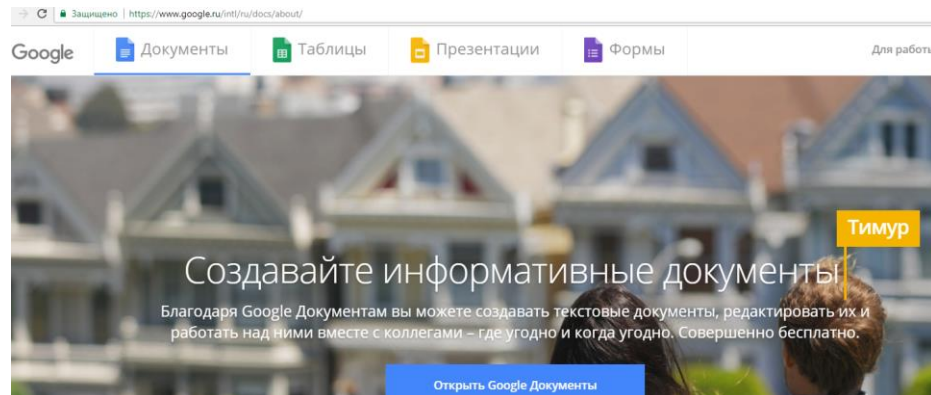 Защищено | https://www.google.ru/intl/ru/docs/about/
Google Документы Таблицы Презентации Формы Для работы
Тимур
Создавайте информативные документы
Благодаря Google Документам вы можете создавать текстовые документы, редактировать их и
работать над ними вместе с коллегами – где угодно и когда угодно. Совершенно бесплатно.
Открыть Google Документы